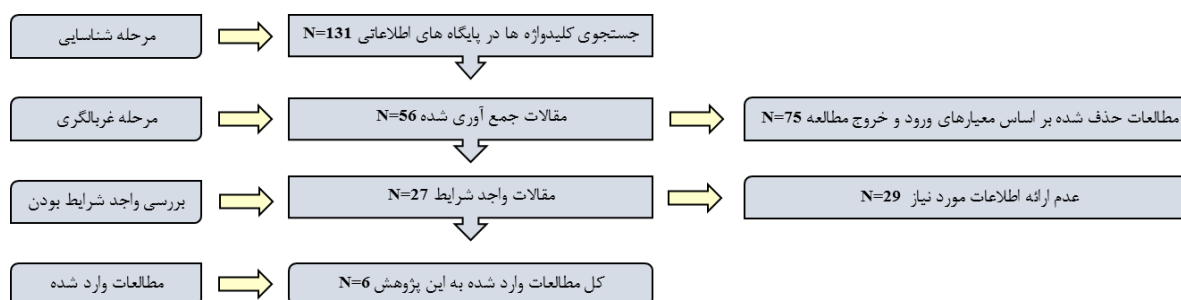 مرحله شناسایی
جستجوی کلیدواژه ها در پایگاه های اطلاعاتی N=131
مرحله غربالگری
مقالات جمع آوری شده N=56
مطالعات حذف شده بر اساس معیارهای ورود و خروج مطالعه N=75
بررسی واجد شرایط بودن
مقالات واجد شرایط N=27
عدم ارائه اطلاعات مورد نیاز N=29
مطالعات وارد شده
کل مطالعات وارد شده به این پژوهش N=6